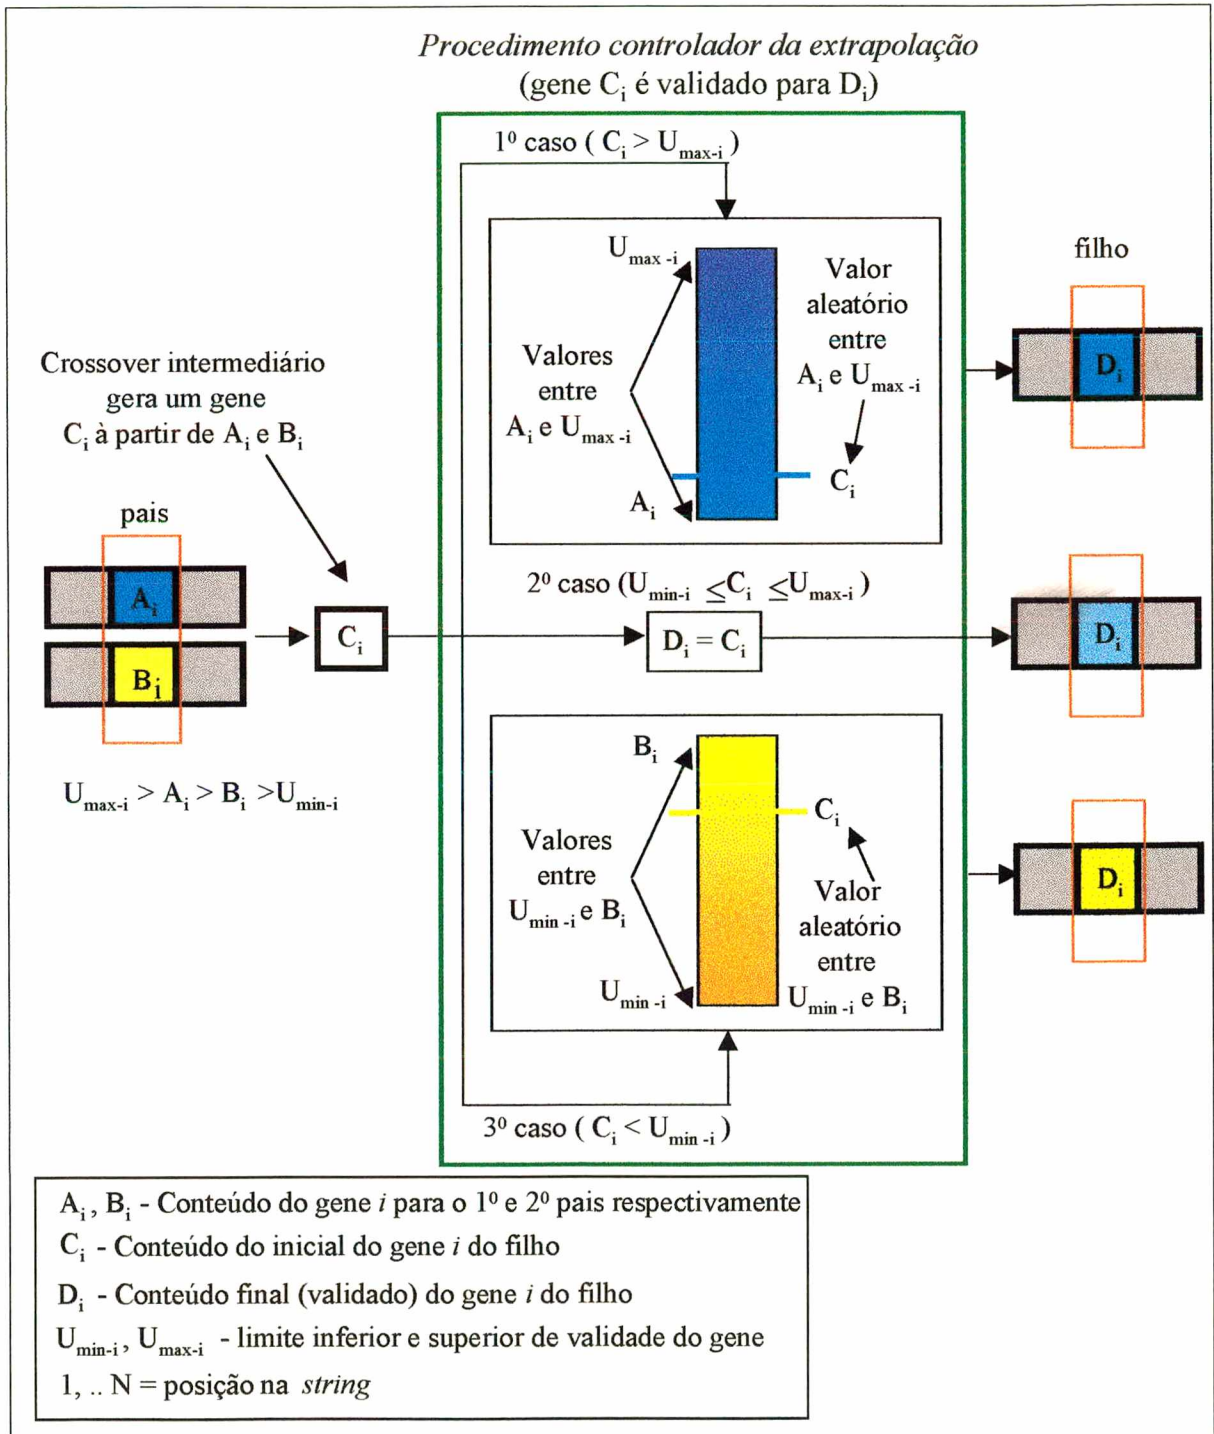 Procedimento controlador da extrapolação
(gene Ci é validado para Di)
1º caso ( Ci > Umax-i )
Umax -i
Valor
aleatório
entre
Ai e Umax -i
Valores
entre
Ai e Umax -i
Ci
Ai
filho
Di
Crossover intermediário
gera um gene
Ci à partir de Ai e Bi
pais
Ai
Bi
Ci
Umax-i > Ai > Bi >Umin-i
2º caso (Umin-i ≤Ci ≤Umax-i )
Di = Ci
Di
Bi
Ci
Valores
entre
Umin -i e Bi
Valor
aleatório
entre
Umin -i e Bi
Umin -i
Di
3º caso ( Ci < Umin -i )
Ai , Bi - Conteúdo do gene i para o 1º e 2º pais respectivamente
Ci - Conteúdo do inicial do gene i do filho
Di - Conteúdo final (validado) do gene i do filho
Umin-i , Umax-i - limite inferior e superior de validade do gene
1, .. N = posição na string